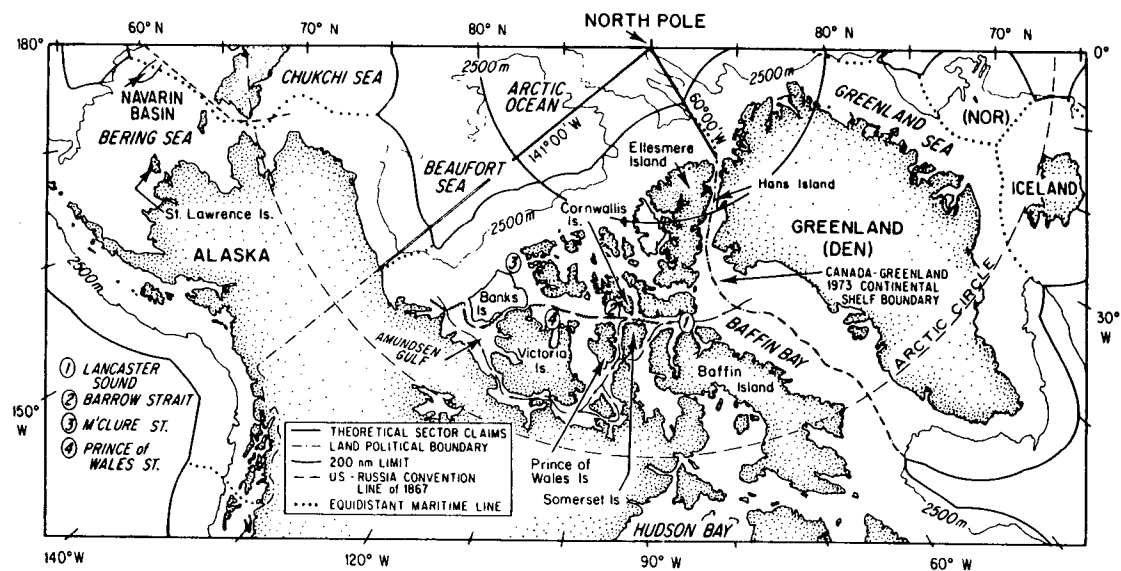 NORTH POLE
60° N
70° N
80° N
80° N
70° N
180°
0°
CHUKCHI SEA
2500m
ARCTIC
OCEAN
2500m
GREENLAND
SEA
(NOR)
NAVARIN
BASIN
BERING SEA
141°00'W
60°00'W
BEAUFORT
SEA
Ellesmere
Island
Hans Island
ICELAND
St. Lawrence Is.
Cornwallis
Is.
2500m
GREENLAND
(DEN)
ALASKA
2500m
3
CANADA-GREENLAND
1973 CONTINENTAL
SHELF BOUNDARY
ARCTIC CIRCLE
Banks
Is
4
2
1
30°
W
AMUNDSEN
GULF
Victoria
Is.
BAFFIN BAY
Baffin
Island
1 LANCASTER
SOUND
2 BARROW STRAIT
3 M'CLURE ST.
4 PRINCE of
WALES ST.
150°
W
THEORETICAL SECTOR CLAIMS
LAND POLITICAL BOUNDARY
200 nm LIMIT
US - RUSSIA CONVENTION
LINE of 1867
EQUIDISTANT MARITIME LINE
Prince of
Wales Is
Somerset Is
HUDSON BAY
2500m
140° W
120° W
90° W
60° W